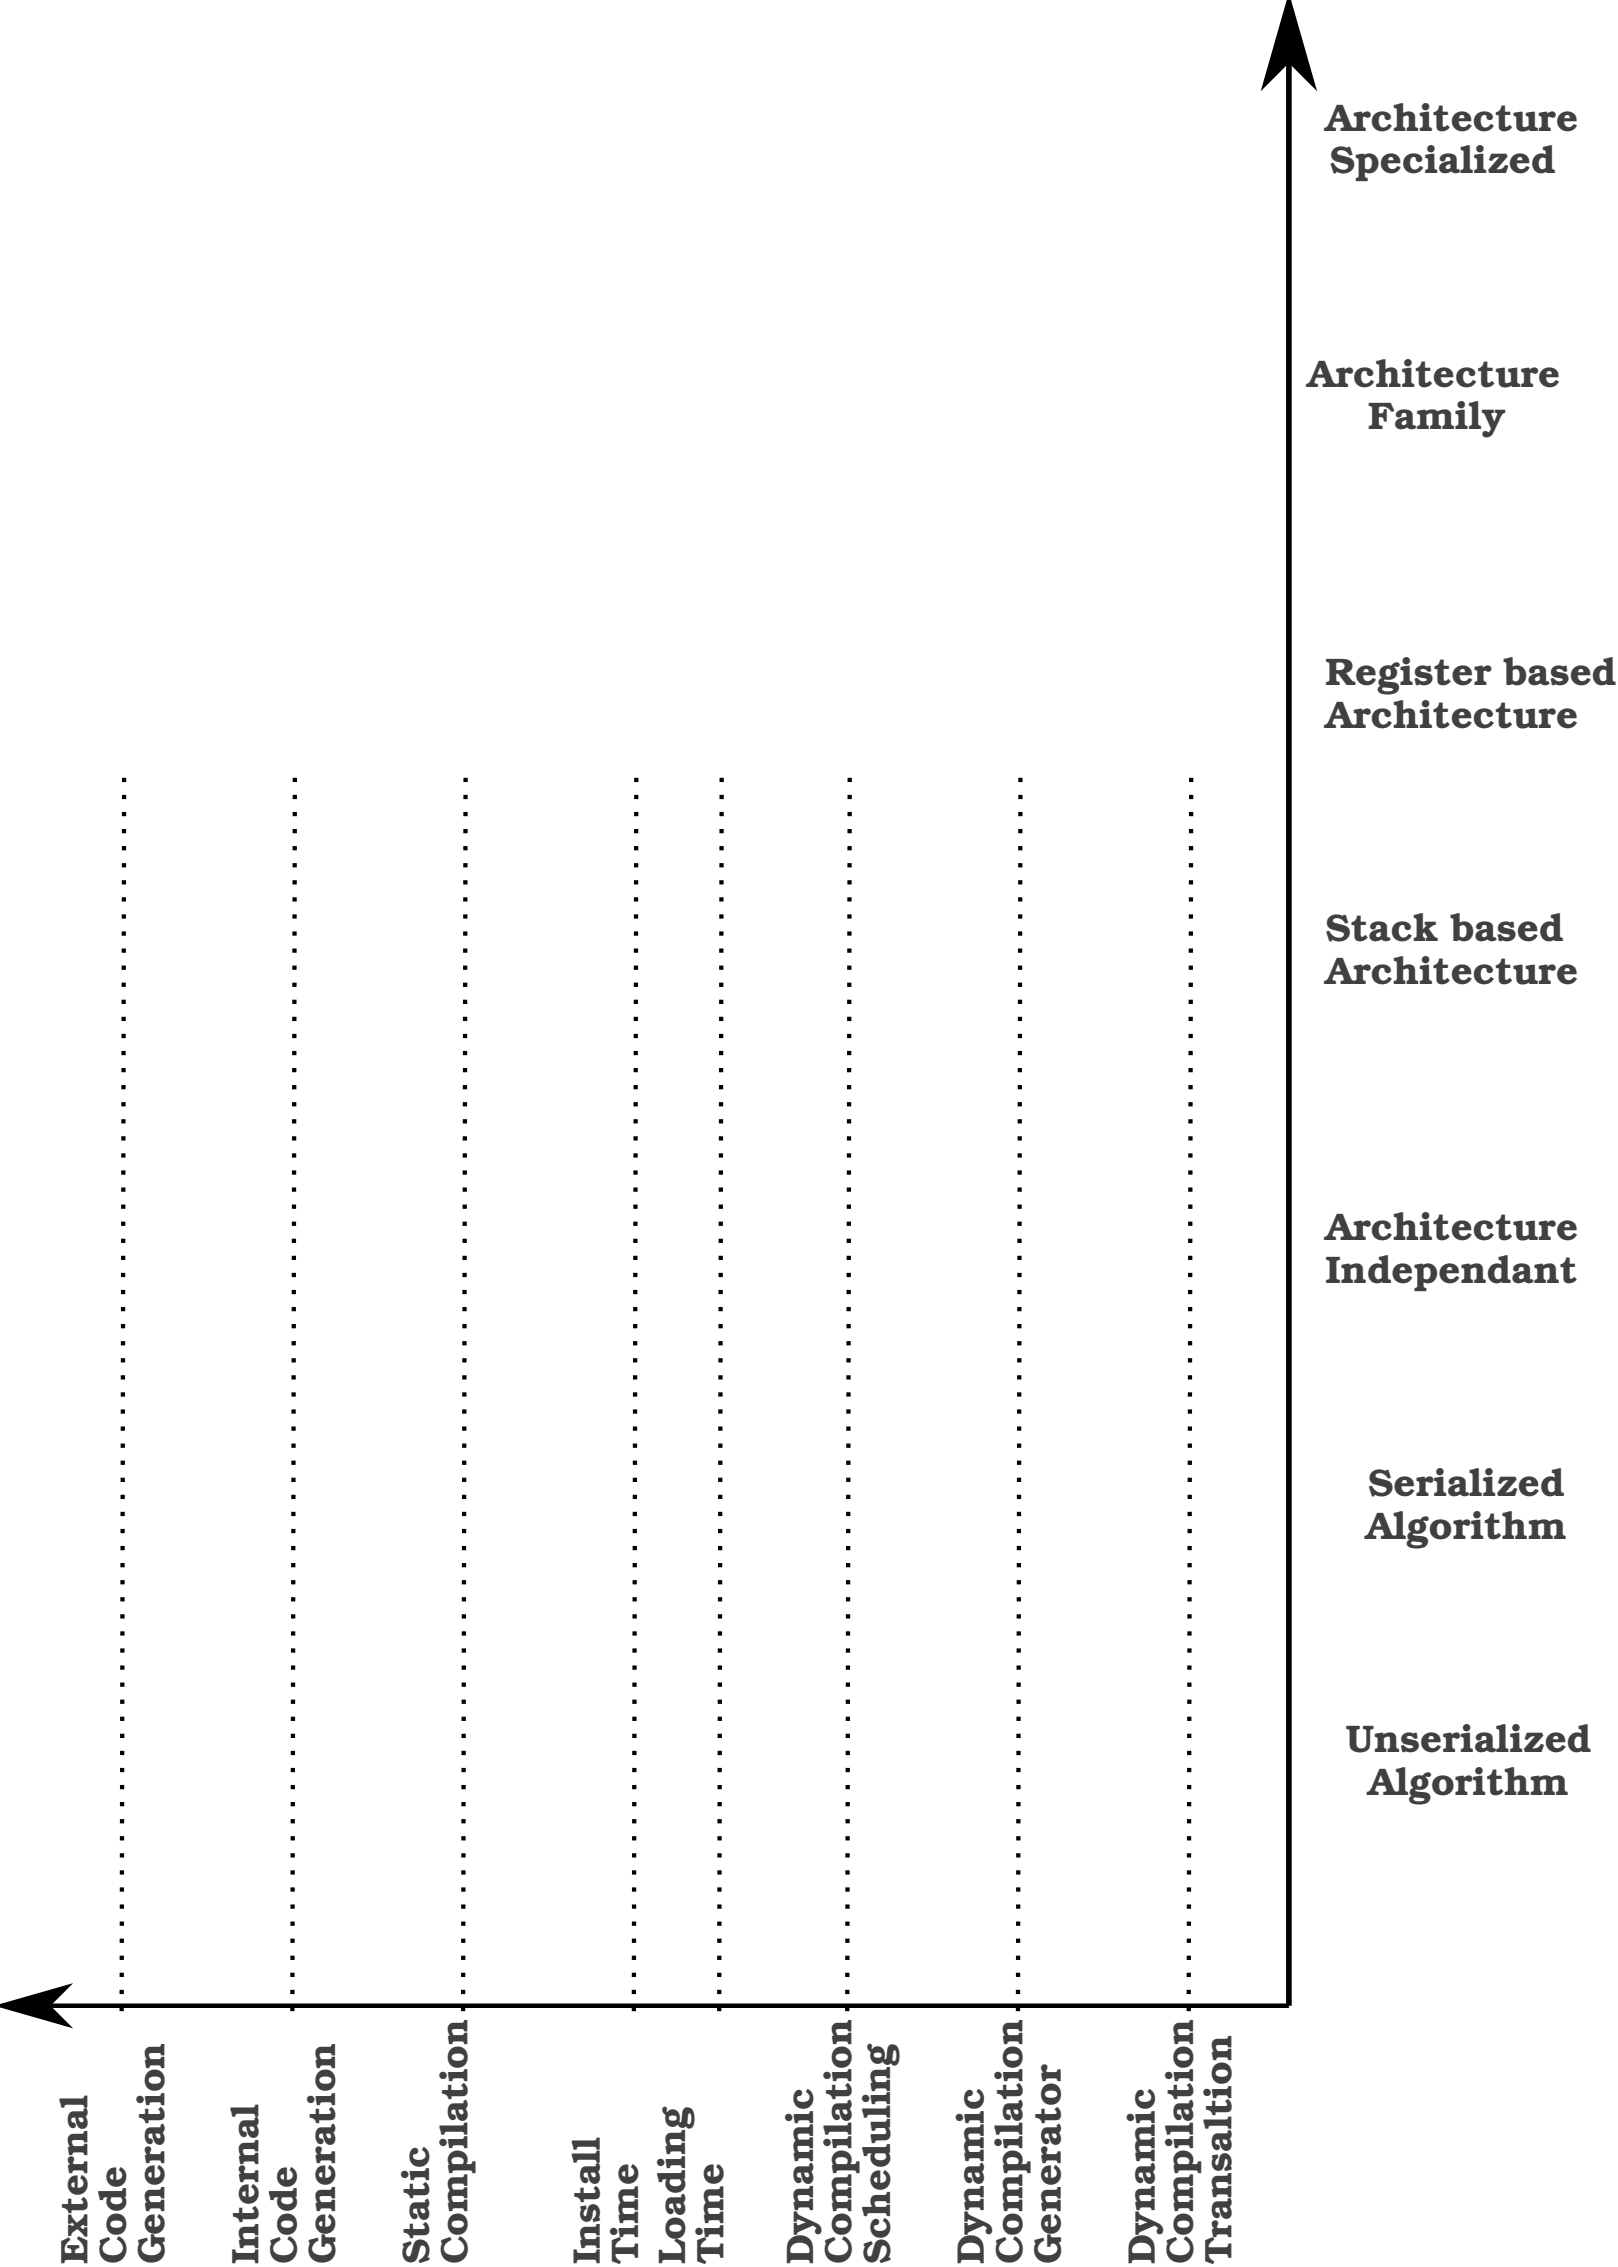 Architecture
Specialized
Architecture
Family
Register based
Architecture
Stack based
Architecture
Architecture
Independant
Serialized
Algorithm
Unserialized
Algorithm
External
Code
Generation
Internal
Code
Generation
Static
Compilation
Install
Time
Loading
Time
Dynamic
Compilation
Scheduling
Dynamic
Compilation
Generator
Dynamic
Compilation
Transaltion